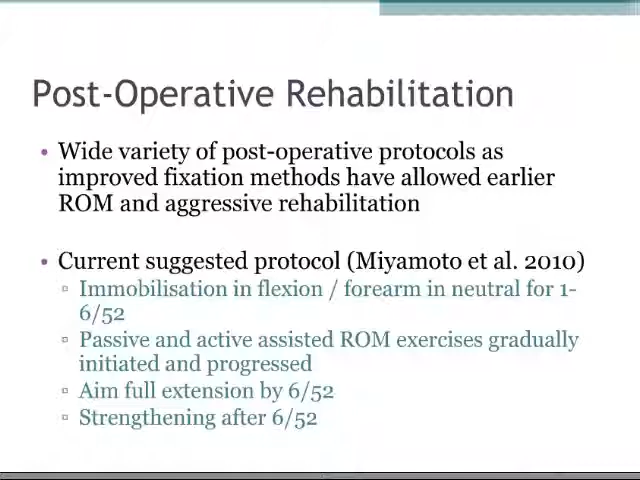 Post-Operative Rehabilitation
• Wide variety of post-operative protocols as
improved fixation methods have allowed earlier
ROM and aggressive rehabilitation
• Current suggested protocol (Miyamoto et al. 2010)
▫ Immobilisation in flexion / forearm in neutral for 1-
6/52
▫ Passive and active assisted ROM exercises gradually
initiated and progressed
▫ Aim full extension by 6/52
▫ Strengthening after 6/52